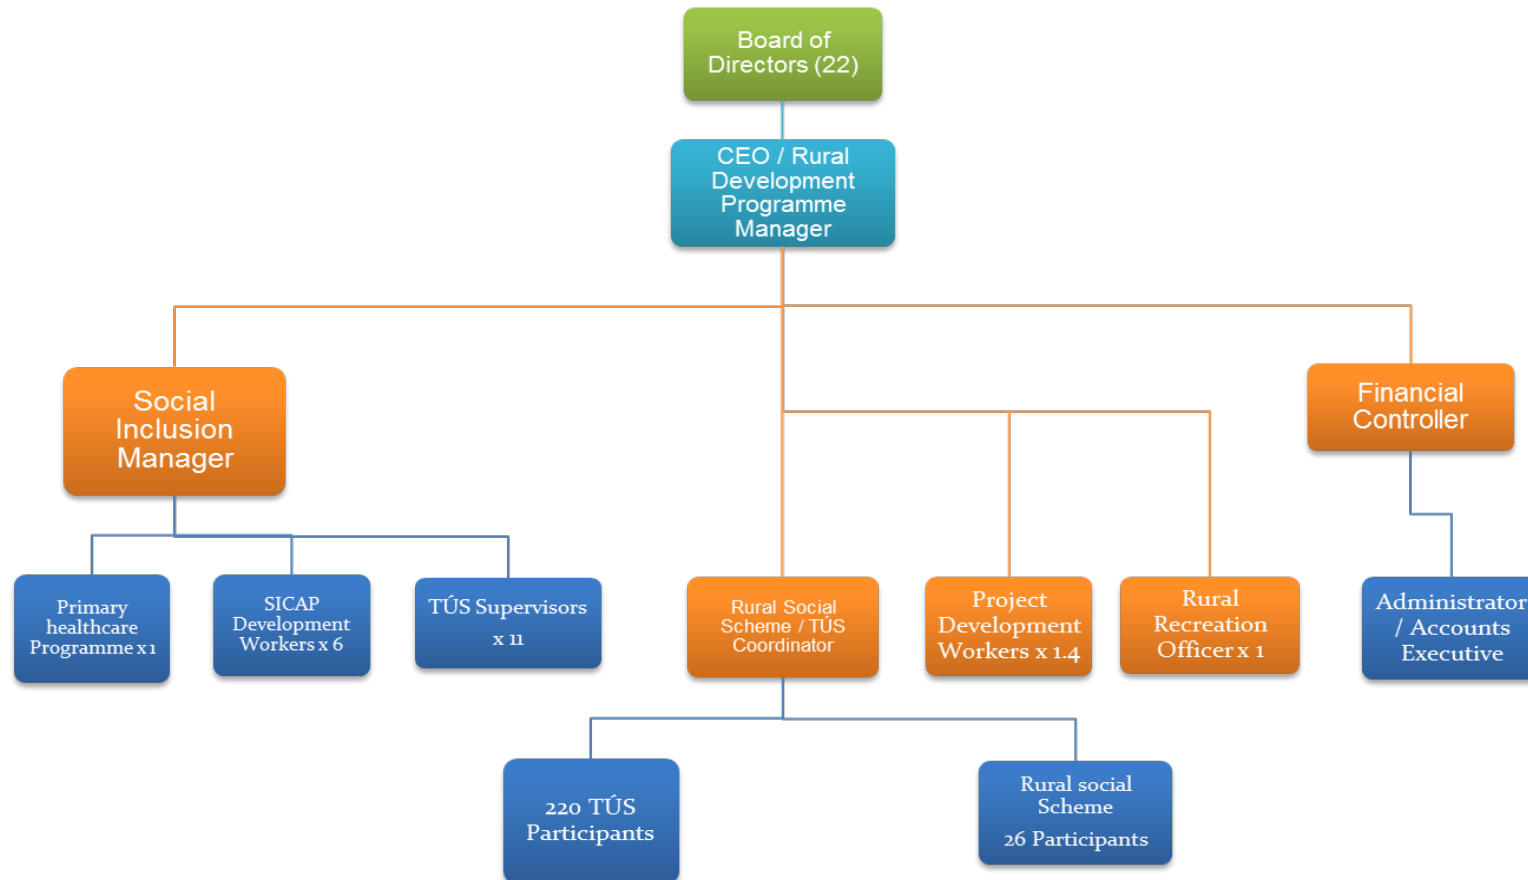 Board of
Directors (22)
CEO / Rural
Development
Programme
Manager
Social
Inclusion
Manager
Financial
Controller
Primary
healthcare
Programme x 1
SICAP
Development
Workers x 6
TÚS Supervisors
x 11
Rural Social
Scheme / TÚS
Coordinator
Project
Development
Workers x 1.4
Rural
Recreation
Officer x 1
Administrator
/ Accounts
Executive
220 TÚS
Participants
Rural social
Scheme
26 Participants